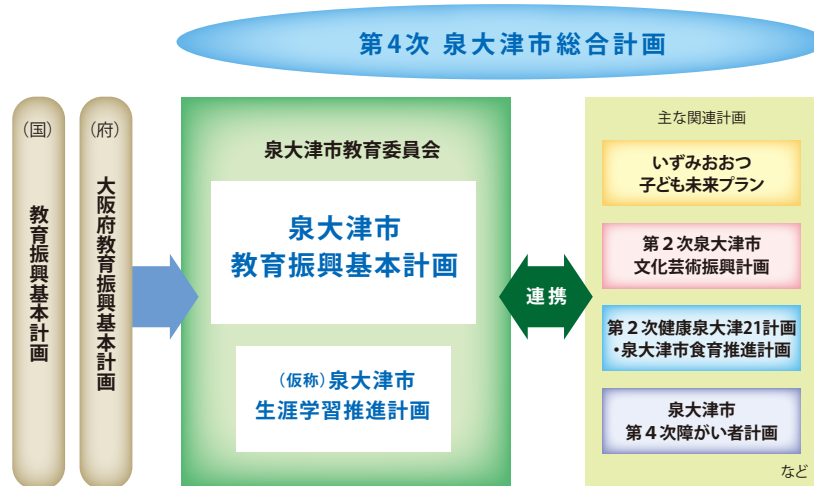 第4次 泉大津市総合計画
（国）
教育振興基本計画
（府）
大阪府教育振興基本計画
泉大津市教育委員会
泉大津市
教育振興基本計画
（仮称）泉大津市
生涯学習推進計画
連携
主な関連計画
いずみおおつ
子ども未来プラン
第２次泉大津市
文化芸術振興計画
第２次健康泉大津21計画
・泉大津市食育推進計画
泉大津市
第４次障がい者計画
など